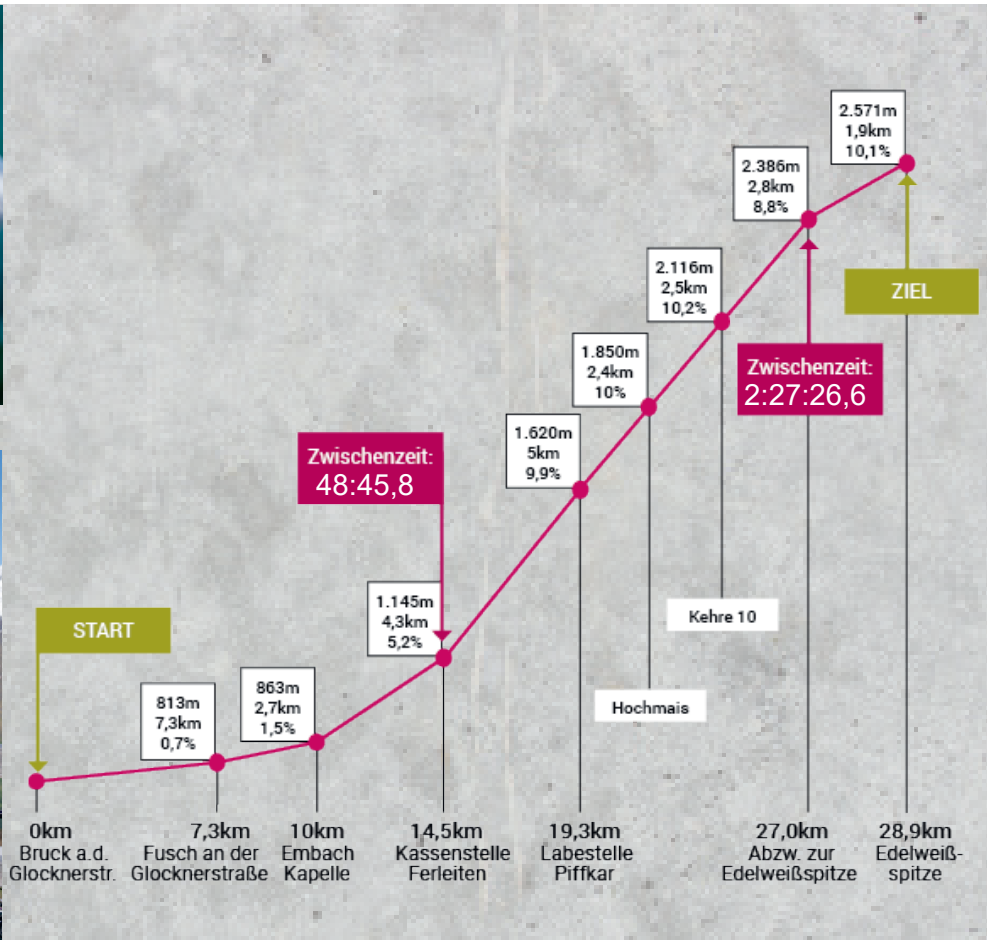 2.571m
1,9km
10,1%
2.386m
2,8km
8,8%
2.116m
2,5km
10,2%
ZIEL
1.850m
2,4km
10%
Zwischenzeit:
2:27:26,6
1.620m
5km
9,9%
Zwischenzeit:
48:45,8
1.145m
4,3km
5,2%
Kehre 10
START
863m
2,7km
1,5%
813m
7,3km
0,7%
Hochmais
0km
Bruck a.d.
Glocknerstr.
7,3km
Fusch an der
Glocknerstraße
10km
Embach
Kapelle
14,5km
Kassenstelle
Ferleiten
19,3km
Labestelle
Piffkar
27,0km
Abzw. zur
Edelweißspitze
28,9km
Edelweiß-
spitze